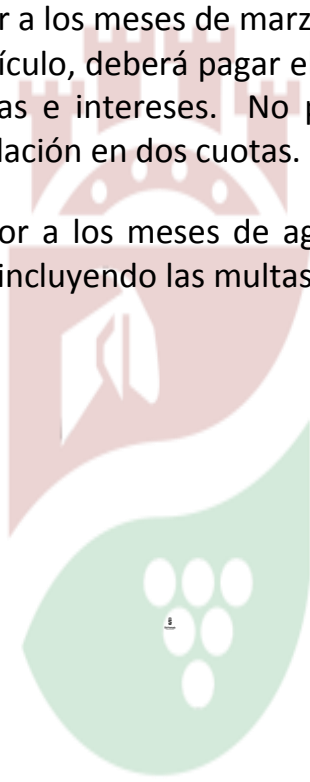 r a los meses de marz
ículo, deberá pagar e
as e intereses. No p
lación en dos cuotas.
or a los meses de ag
incluyendo las multas